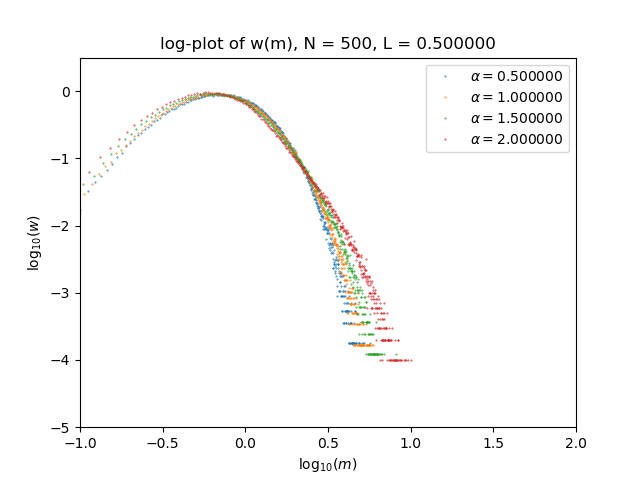 log-plot of w(m), N = 500, L = 0.500000
α = 0.500000
α = 1.000000
α = 1.500000
α = 2.000000
0
−1
−2
−3
−4
−5
log₁₀(w)
−1.0 −0.5 0.0 0.5 1.0 1.5 2.0
log₁₀(m)